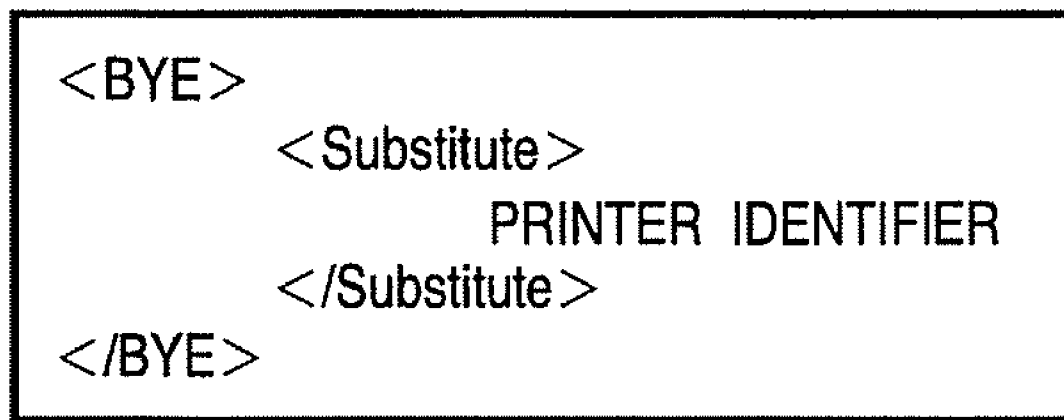 <BYE>
<Substitute>
PRINTER IDENTIFIER
</Substitute>
</BYE>